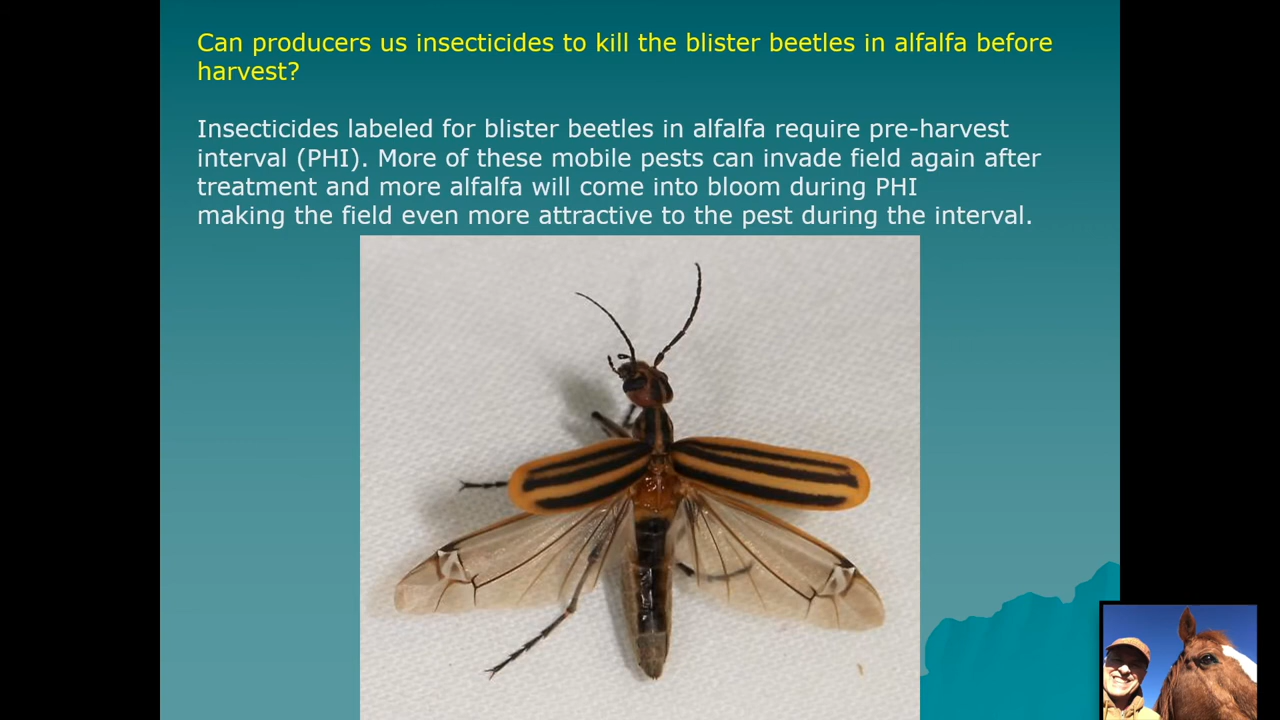 Can producers us insecticides to kill the blister beetles in alfalfa before
harvest?
Insecticides labeled for blister beetles in alfalfa require pre-harvest
interval (PHI). More of these mobile pests can invade field again after
treatment and more alfalfa will come into bloom during PHI
making the field even more attractive to the pest during the interval.